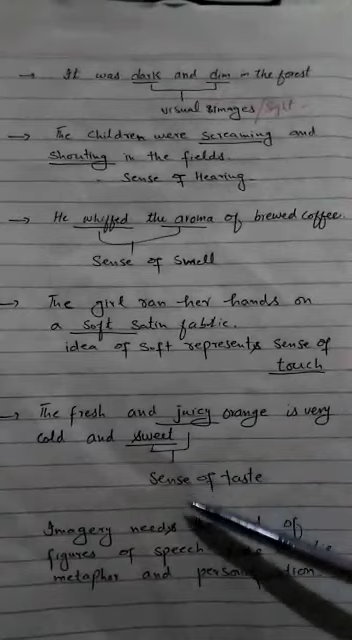 → It was dark and dim in the forest
visual images/sight.
→ The children were screaming and
shouting in the fields.
Sense of Hearing
→ He whiffed the aroma of brewed coffee.
Sense of Smell
→ The girl ran her hands on
a soft satin fabric.
idea of soft represents sense of
touch
→ The fresh and juicy orange is very
cold and sweet
Sense of taste
Imagery needs of
figures of speech
metaphor and